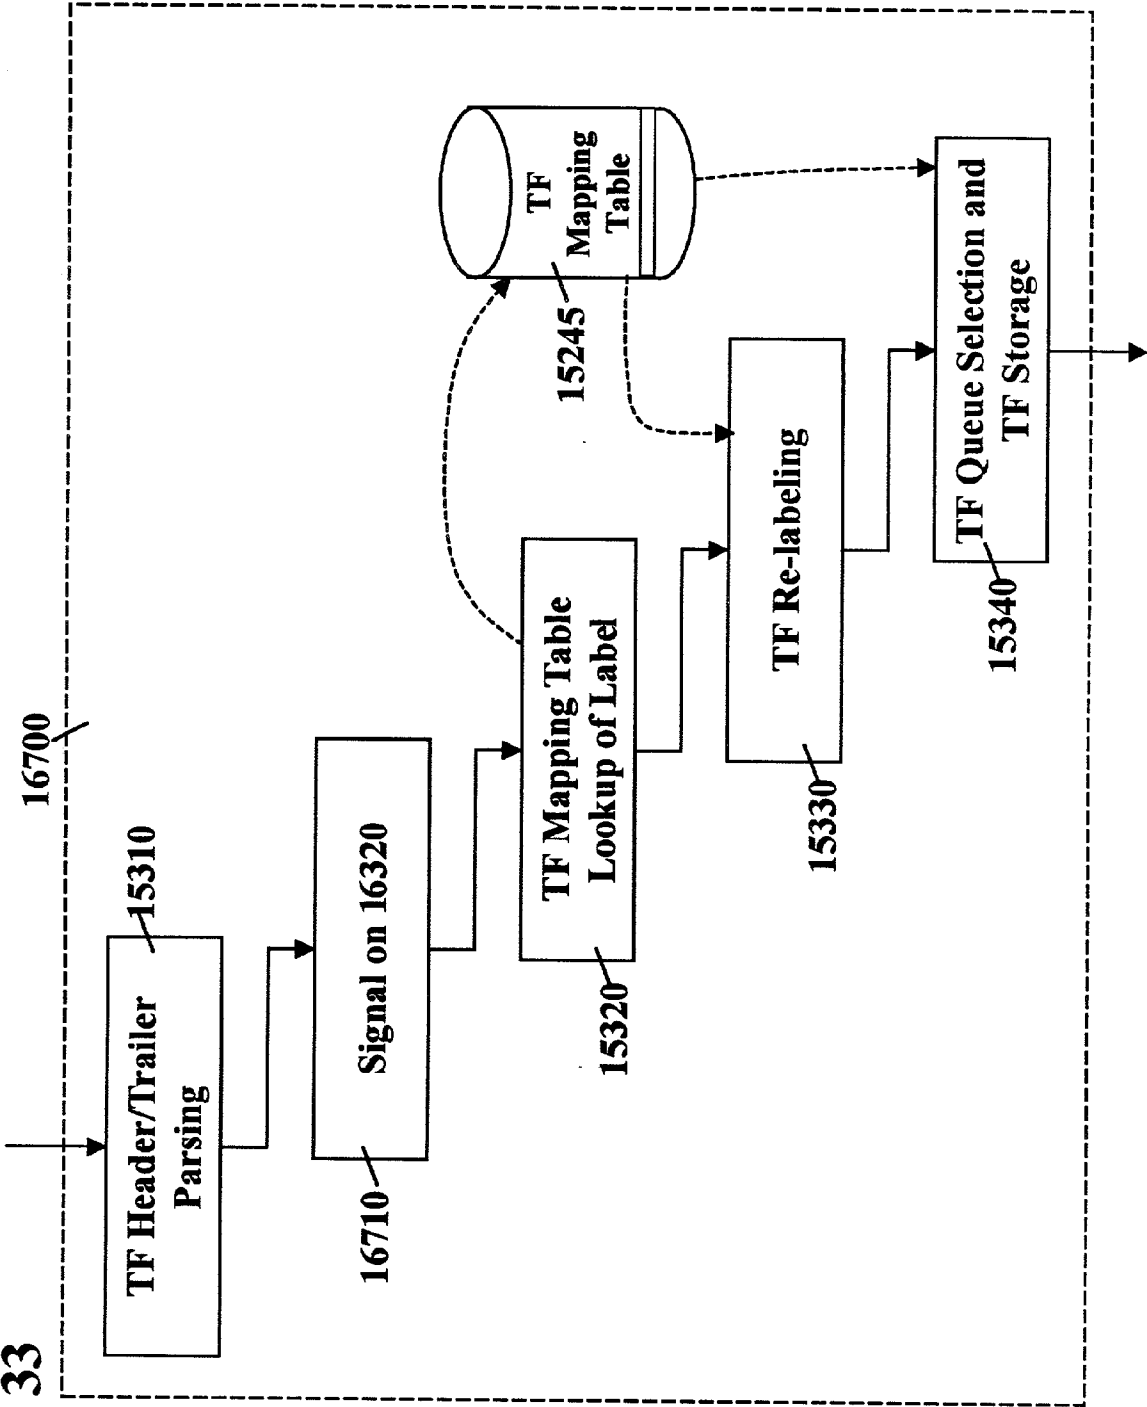 33
16700
TF Header/Trailer
Parsing
15310
Signal on 16320
16710
TF Mapping Table
Lookup of Label
15320
TF
Mapping
Table
15245
TF Re-labeling
15330
TF Queue Selection and
TF Storage
15340